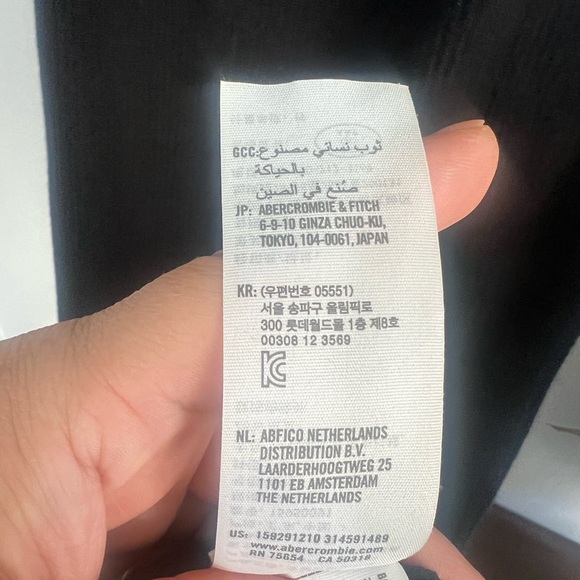 GCC: ثوب نسائي مصنوع
بالحياكة
صُنع في الصين
JP: ABERCROMBIE & FITCH
6-9-10 GINZA CHUO-KU,
TOKYO, 104-0061, JAPAN
KR: (우편번호 05551)
서울 송파구 올림픽로
300 롯데월드몰 1층 제8호
00308 12 3569
NL: ABFICO NETHERLANDS
DISTRIBUTION B.V.
LAARDERHOOGTWEG 25
1101 EB AMSTERDAM
THE NETHERLANDS
US: 159291210 314591489
www.abercrombie.com
RN 75654 CA 50318